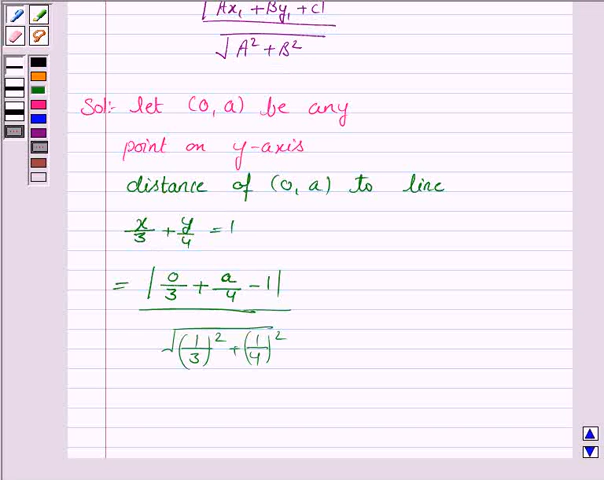 |Ax₁ + By₁ + C|
√A² + B²
Sol:- let (0, a) be any
point on y-axis
distance of (0, a) to line
x/3 + y/4 = 1
= |0/3 + a/4 - 1|
√(1/3)² + (1/4)²